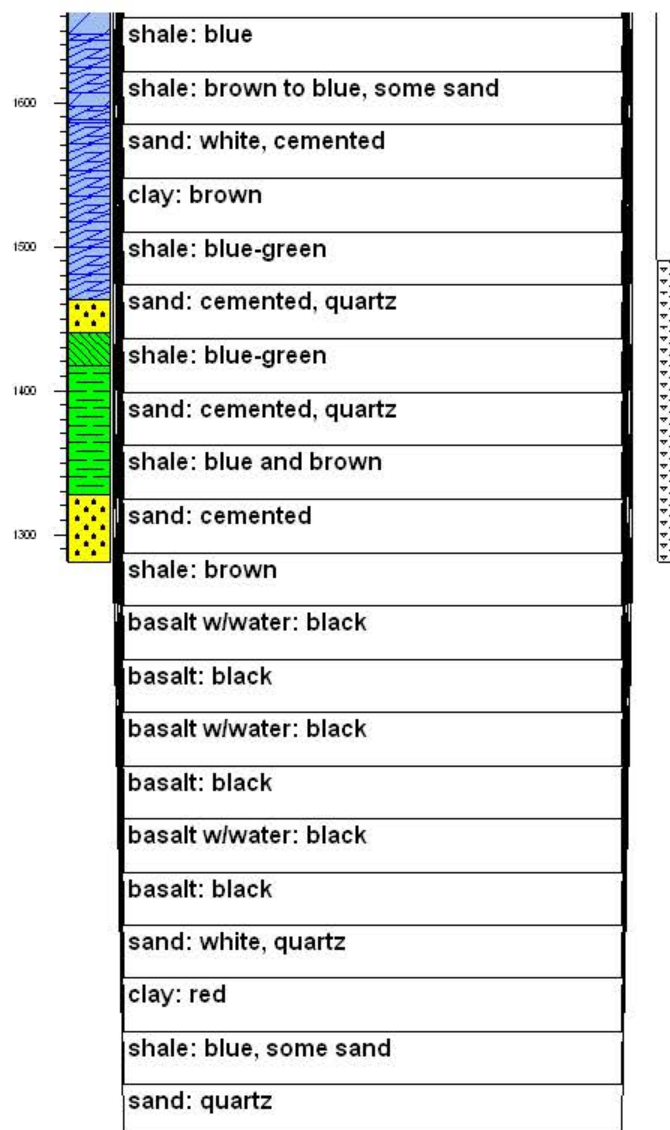 shale: blue
shale: brown to blue, some sand
1600
sand: white, cemented
clay: brown
1500
shale: blue-green
sand: cemented, quartz
shale: blue-green
1400
sand: cemented, quartz
shale: blue and brown
sand: cemented
1300
shale: brown
basalt w/water: black
basalt: black
basalt w/water: black
basalt: black
basalt w/water: black
basalt: black
sand: white, quartz
clay: red
shale: blue, some sand
sand: quartz